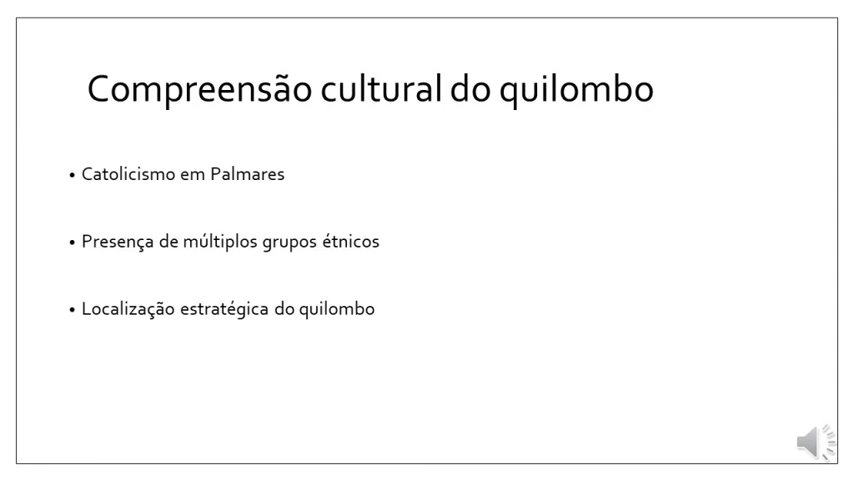 Compreensão cultural do quilombo
• Catolicismo em Palmares
• Presença de múltiplos grupos étnicos
• Localização estratégica do quilombo